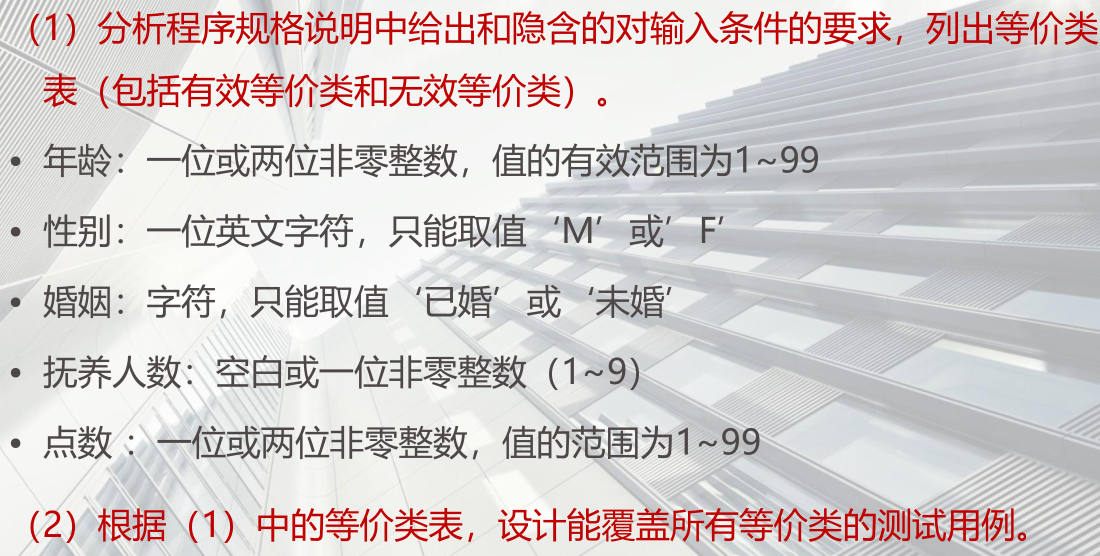 （1）分析程序规格说明中给出和隐含的对输入条件的要求，列出等价类
表（包括有效等价类和无效等价类）。
• 年龄：一位或两位非零整数，值的有效范围为1~99
• 性别：一位英文字符，只能取值‘M’或’F’
• 婚姻：字符，只能取值‘已婚’或‘未婚’
• 抚养人数：空白或一位非零整数（1~9）
• 点数 ：一位或两位非零整数，值的范围为1~99
（2）根据（1）中的等价类表，设计能覆盖所有等价类的测试用例。